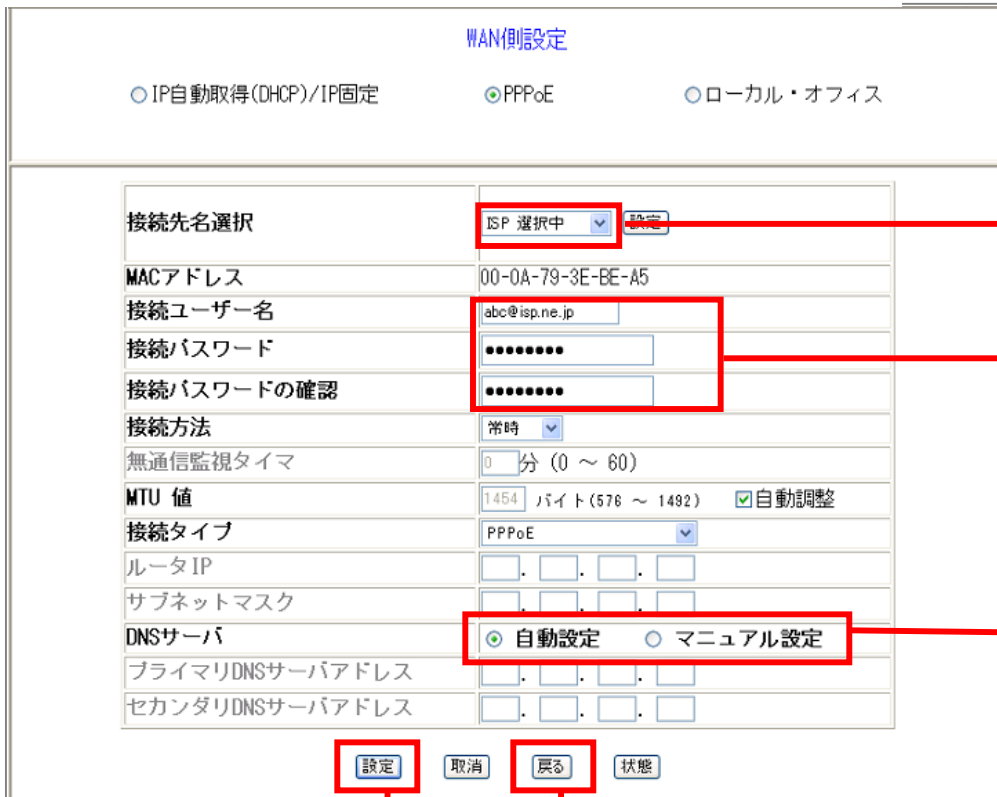 WAN側設定
IP自動取得(DHCP)/IP固定 PPPoE ローカル・オフィス
接続先名選択 ISP 選択中 設定
MACアドレス 00-0A-79-3E-BE-A5
接続ユーザー名 abc@isp.ne.jp
接続パスワード ●●●●●●●●
接続パスワードの確認 ●●●●●●●●
接続方法 常時
無通信監視タイマ 0 分 (0 ～ 60)
MTU 値 1454 バイト(576 ～ 1492) 自動調整
接続タイプ PPPoE
ルータIP . . .
サブネットマスク . . .
DNSサーバ 自動設定 マニュアル設定
プライマリDNSサーバアドレス . . .
セカンダリDNSサーバアドレス . . .
設定 取消 戻る 状態